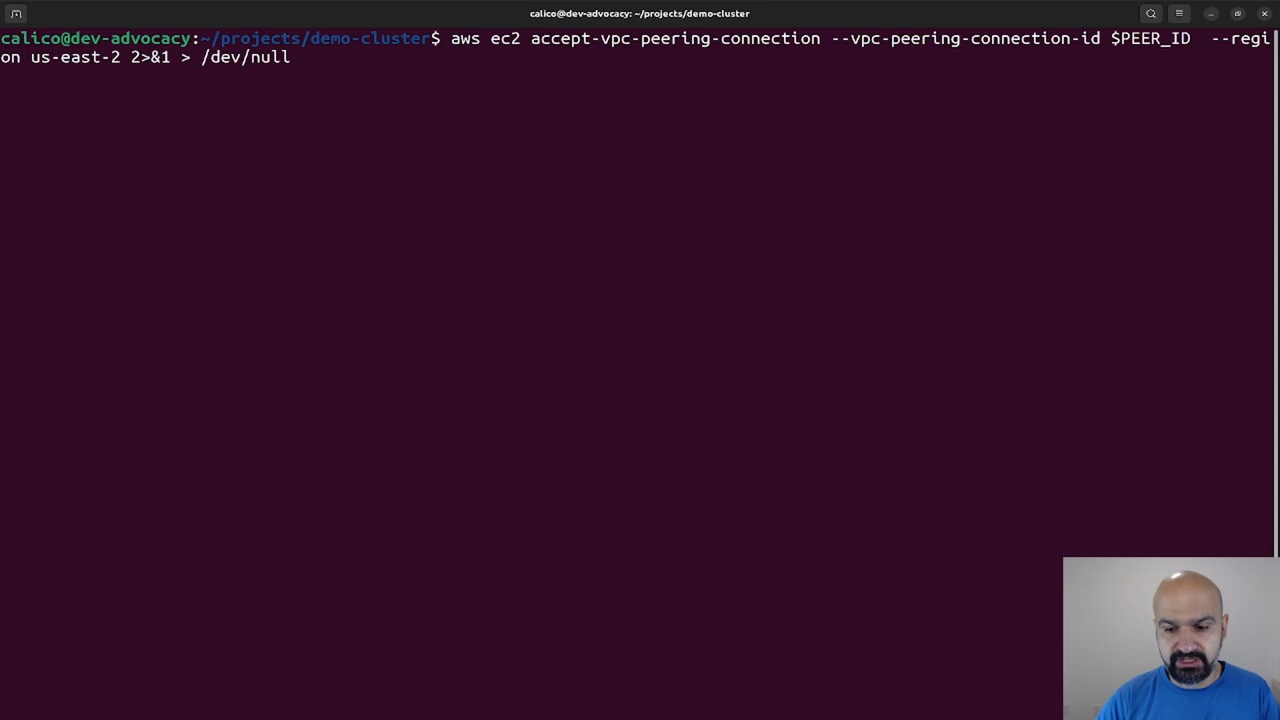 calico@dev-advocacy: ~/projects/demo-cluster
calico@dev-advocacy:~/projects/demo-cluster$ aws ec2 accept-vpc-peering-connection --vpc-peering-connection-id $PEER_ID  --regi
on us-east-2 2>&1 > /dev/null